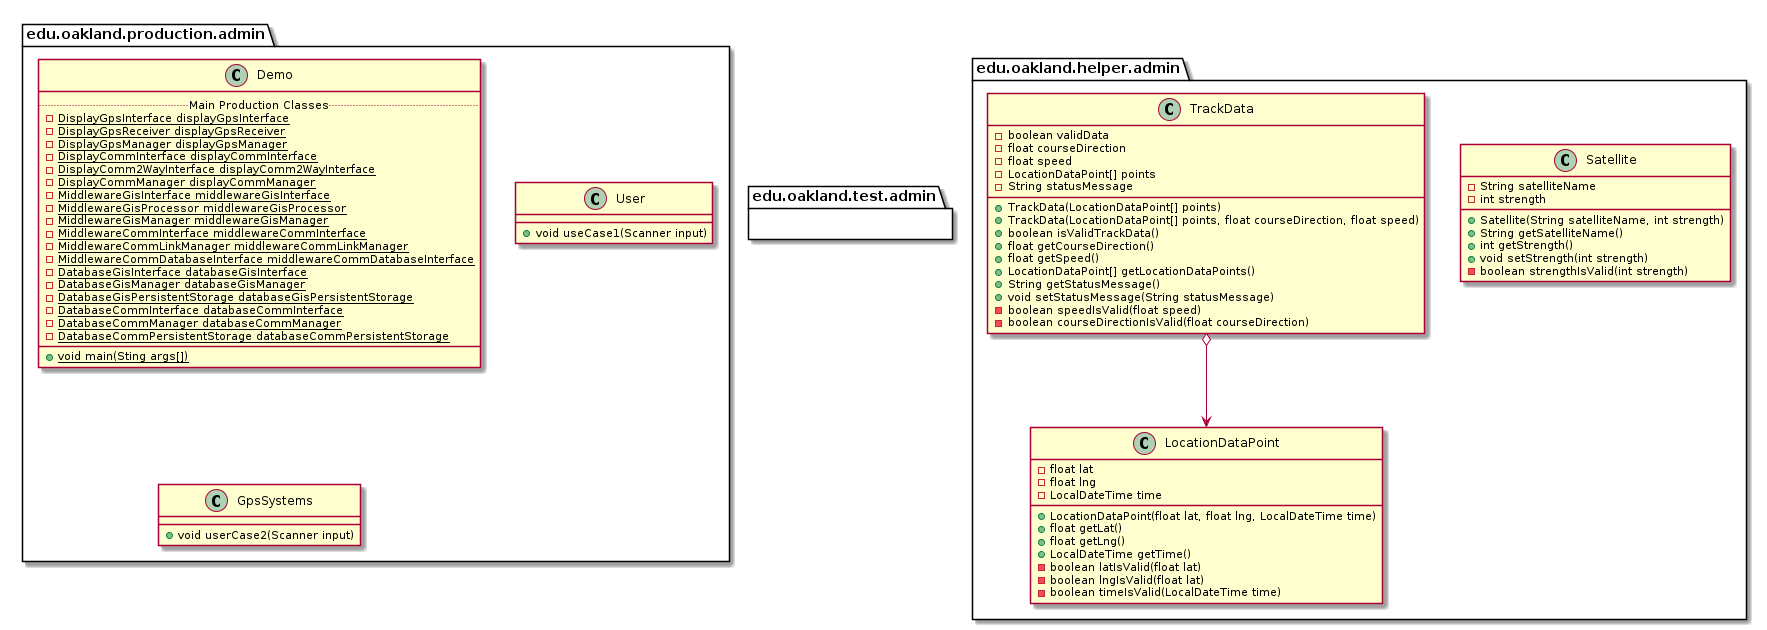 edu.oakland.production.admin
C Demo
Main Production Classes
DisplayGpsInterface displayGpsInterface
DisplayGpsReceiver displayGpsReceiver
DisplayGpsManager displayGpsManager
DisplayCommInterface displayCommInterface
DisplayComm2WayInterface displayComm2WayInterface
DisplayCommManager displayCommManager
MiddlewareGisInterface middlewareGisInterface
MiddlewareGisProcessor middlewareGisProcessor
MiddlewareGisManager middlewareGisManager
MiddlewareCommInterface middlewareCommInterface
MiddlewareCommLinkManager middlewareCommLinkManager
MiddlewareCommDatabaseInterface middlewareCommDatabaseInterface
DatabaseGisInterface databaseGisInterface
DatabaseGisManager databaseGisManager
DatabaseGisPersistentStorage databaseGisPersistentStorage
DatabaseCommInterface databaseCommInterface
DatabaseCommManager databaseCommManager
DatabaseCommPersistentStorage databaseCommPersistentStorage
void main(Sting args[])
C User
void useCase1(Scanner input)
C GpsSystems
void userCase2(Scanner input)
edu.oakland.test.admin
edu.oakland.helper.admin
C TrackData
boolean validData
float courseDirection
float speed
LocationDataPoint[] points
String statusMessage
TrackData(LocationDataPoint[] points)
TrackData(LocationDataPoint[] points, float courseDirection, float speed)
boolean isValidTrackData()
float getCourseDirection()
float getSpeed()
LocationDataPoint[] getLocationDataPoints()
String getStatusMessage()
void setStatusMessage(String statusMessage)
boolean speedIsValid(float speed)
boolean courseDirectionIsValid(float courseDirection)
C Satellite
String satelliteName
int strength
Satellite(String satelliteName, int strength)
String getSatelliteName()
int getStrength()
void setStrength(int strength)
boolean strengthIsValid(int strength)
C LocationDataPoint
float lat
float lng
LocalDateTime time
LocationDataPoint(float lat, float lng, LocalDateTime time)
float getLat()
float getLng()
LocalDateTime getTime()
boolean latIsValid(float lat)
boolean lngIsValid(float lat)
boolean timeIsValid(LocalDateTime time)